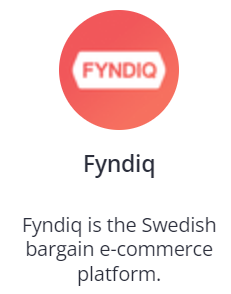 FYNDIQ
Fyndiq
Fyndiq is the Swedish
bargain e-commerce
platform.